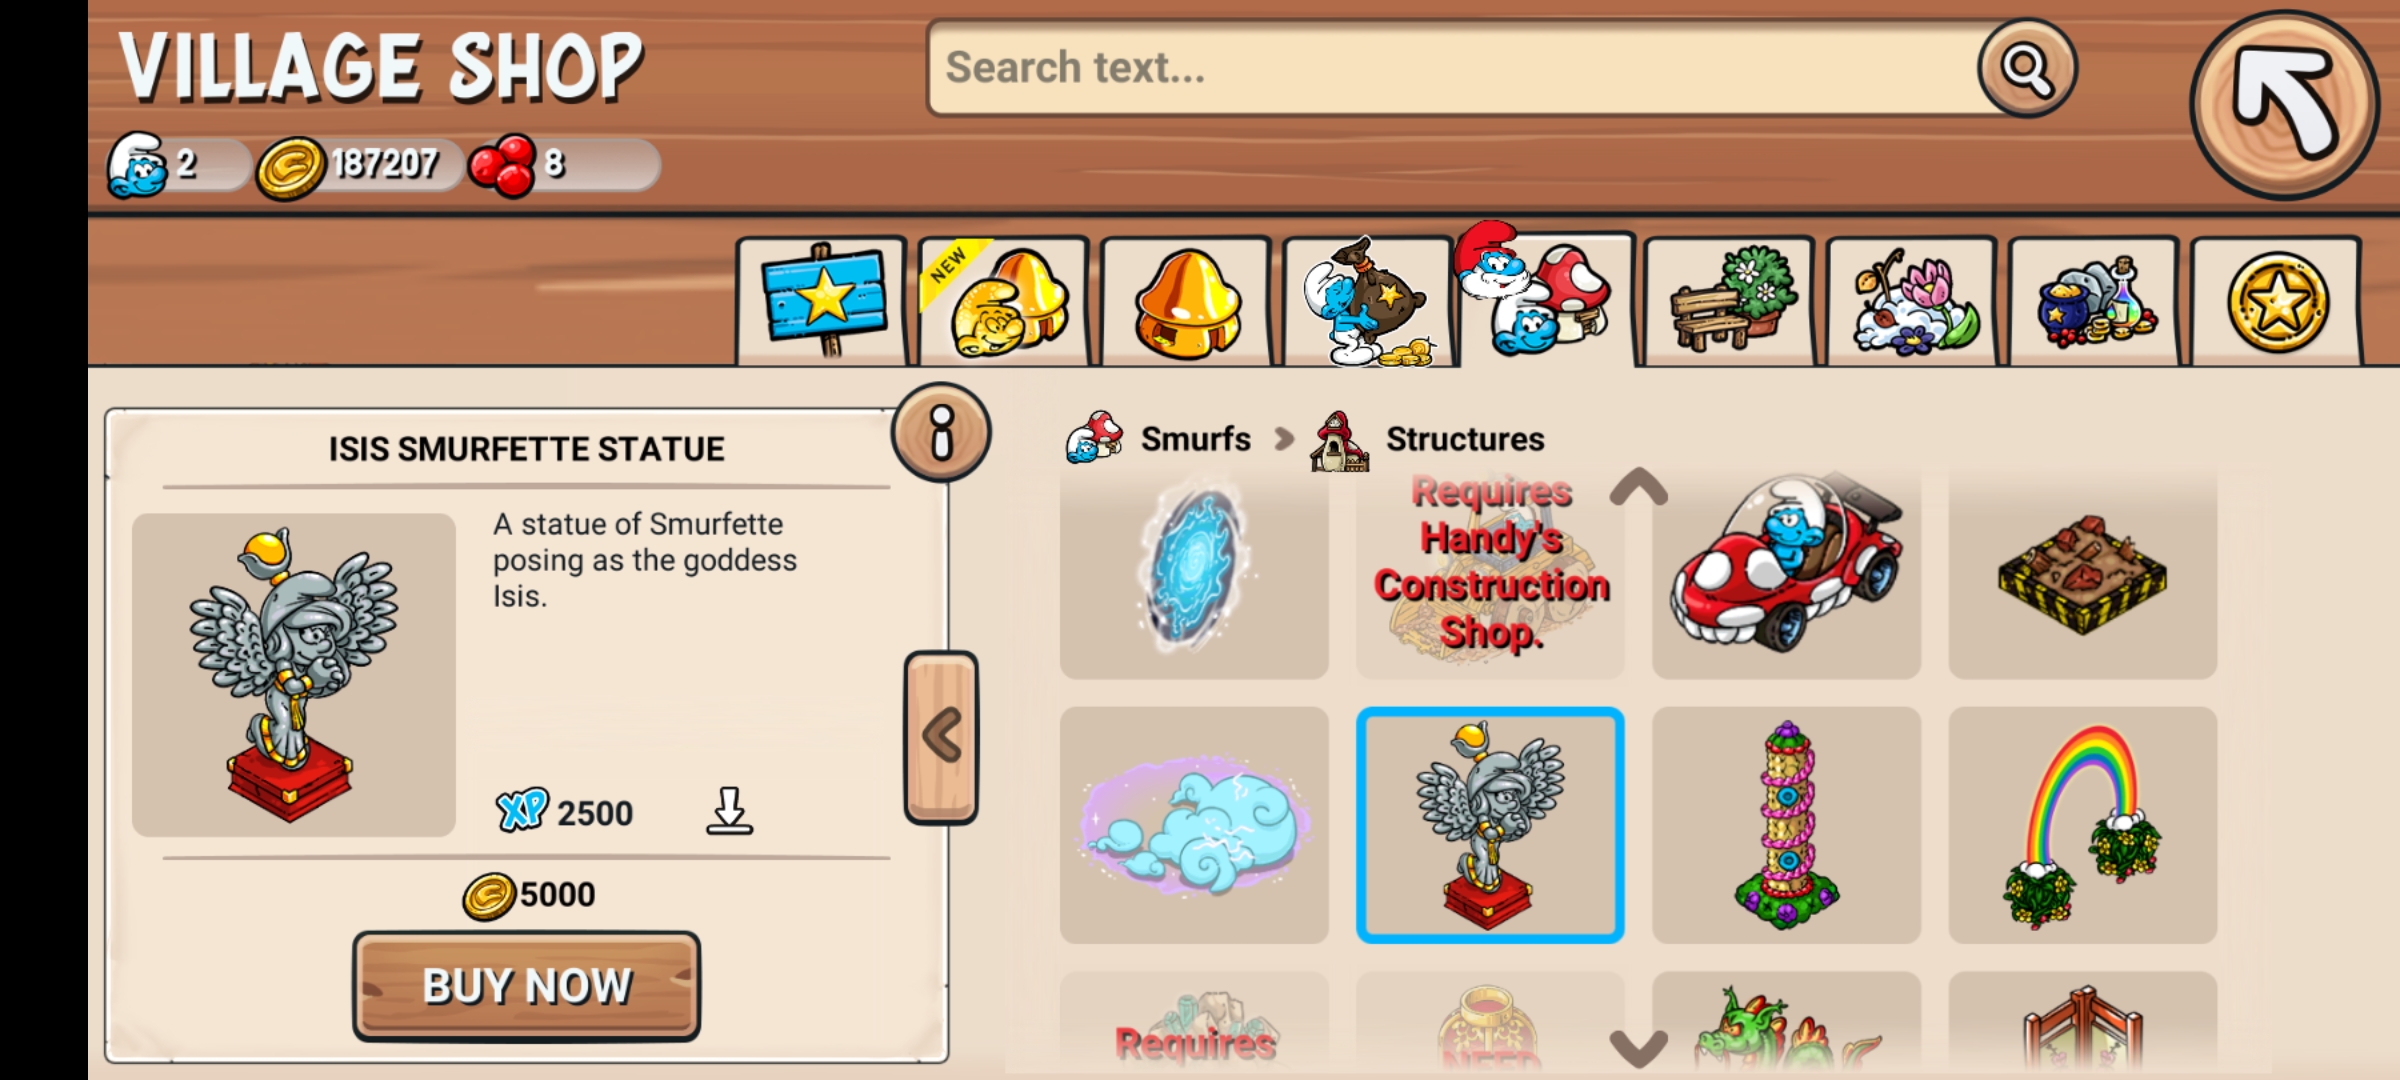 VILLAGE SHOP
Search text...
2
187207
8
NEW
ISIS SMURFETTE STATUE
A statue of Smurfette
posing as the goddess
Isis.
XP 2500
5000
BUY NOW
Smurfs
Structures
Requires
Handy's
Construction
Shop.
Requires
NEED